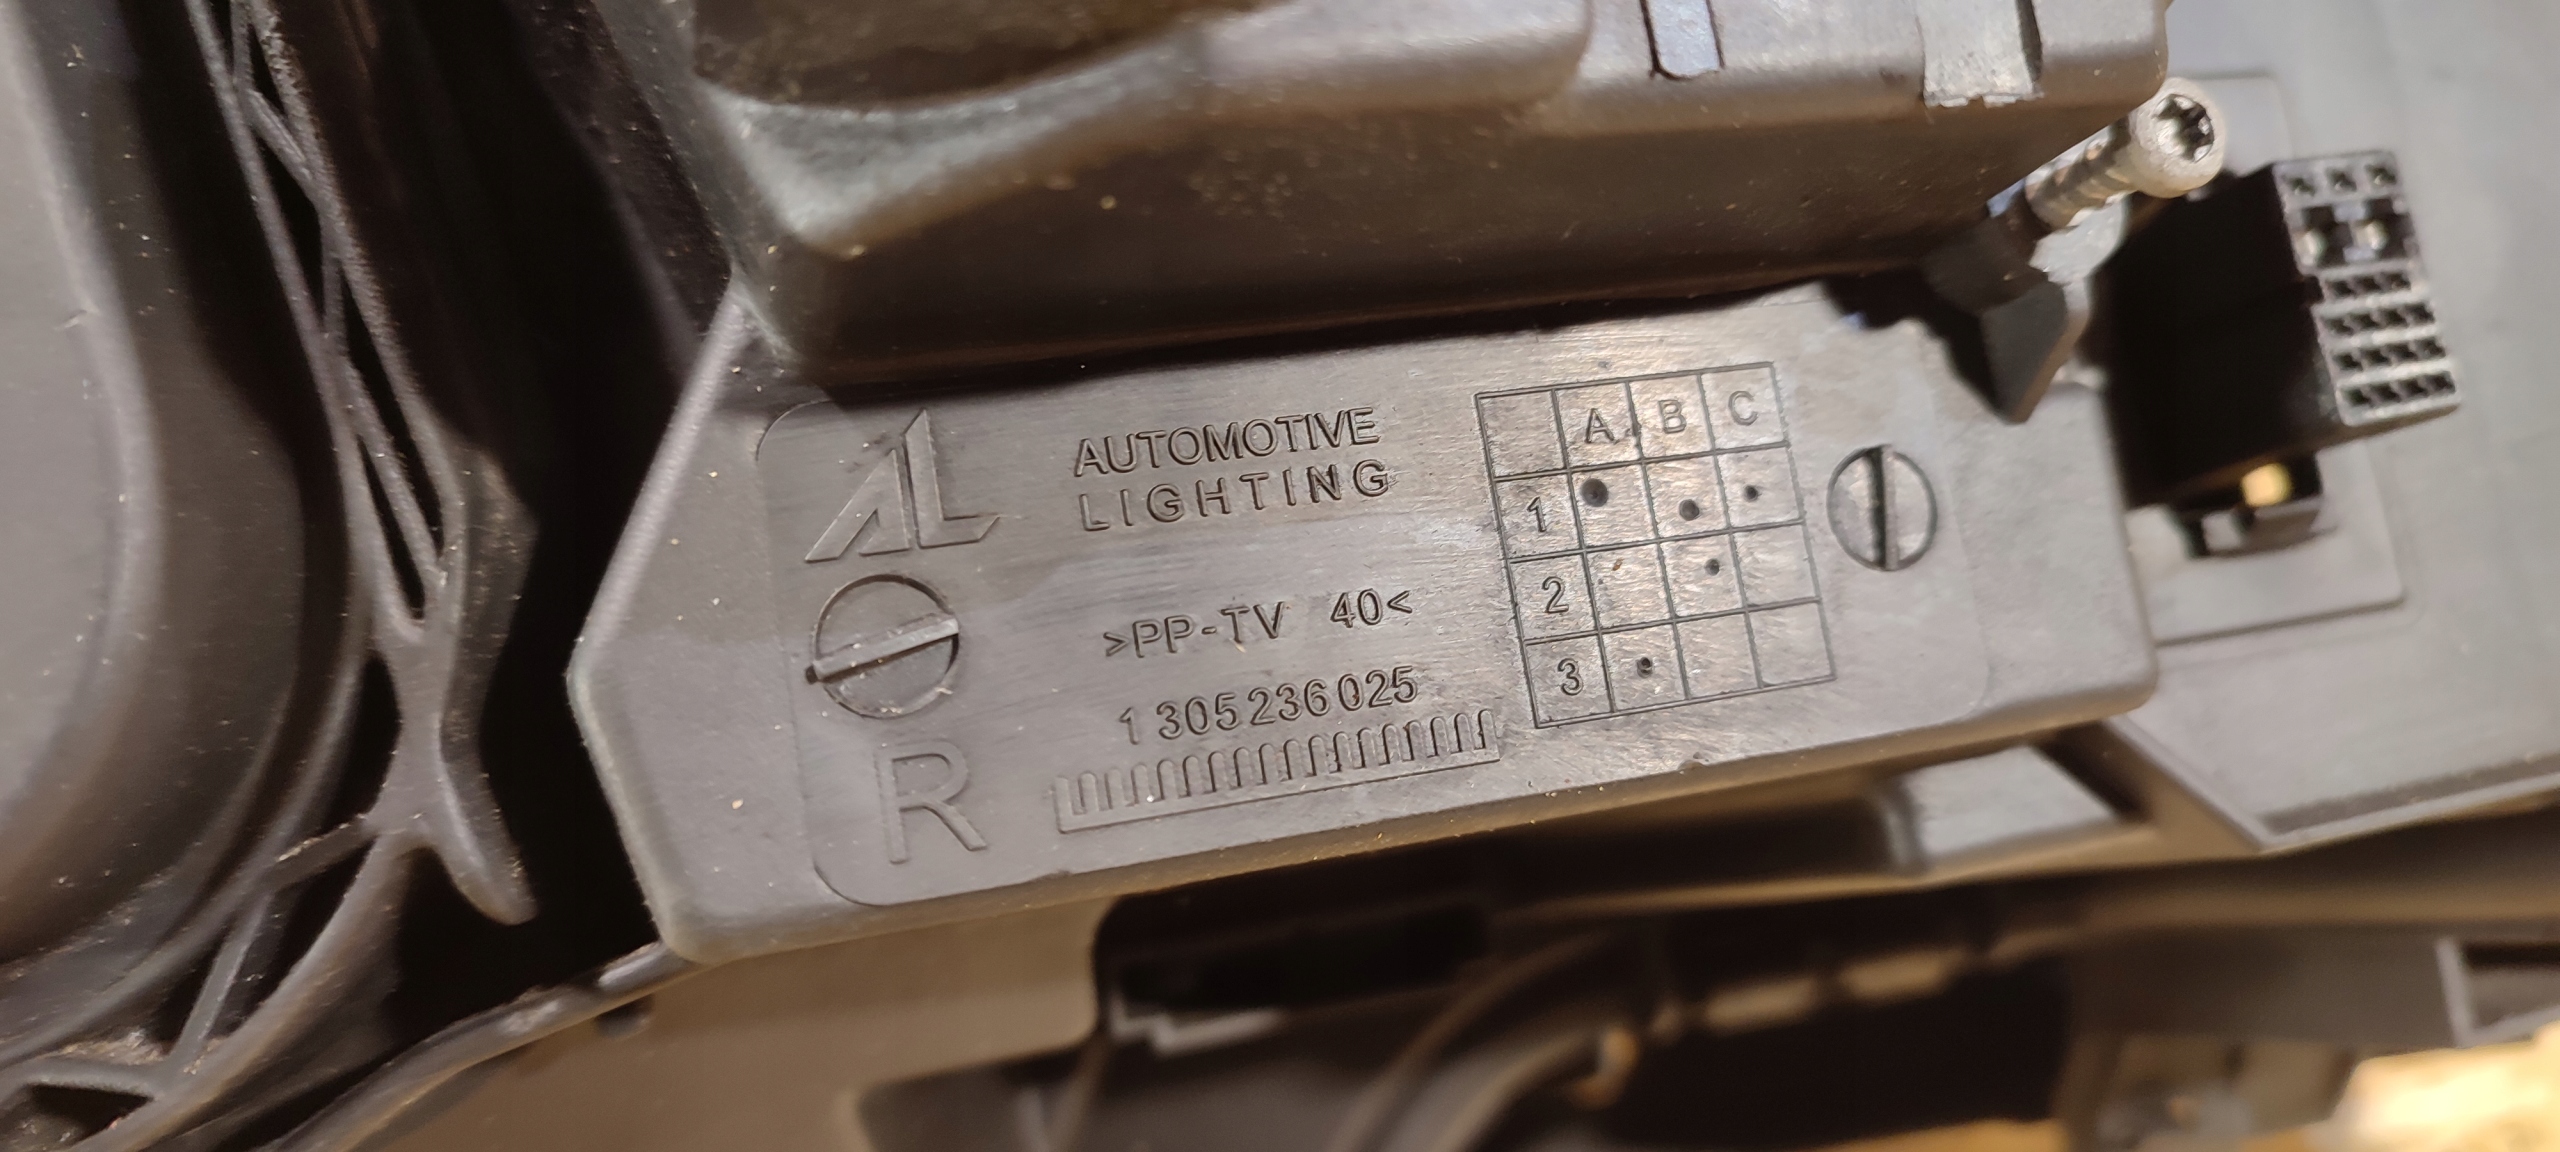 AL
AUTOMOTIVE
LIGHTING
>PP-TV 40<
1 305 236 025
R
A B C
1
2
3